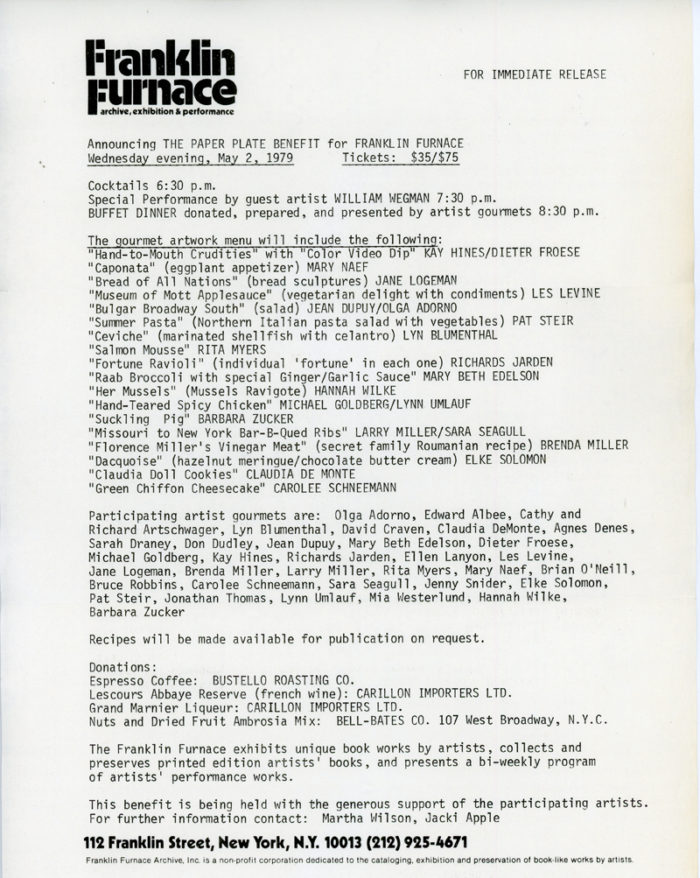 Franklin
Furnace
archive, exhibition & performance
FOR IMMEDIATE RELEASE
Announcing THE PAPER PLATE BENEFIT for FRANKLIN FURNACE
Wednesday evening, May 2, 1979 Tickets: $35/$75
Cocktails 6:30 p.m.
Special Performance by guest artist WILLIAM WEGMAN 7:30 p.m.
BUFFET DINNER donated, prepared, and presented by artist gourmets 8:30 p.m.
The gourmet artwork menu will include the following:
"Hand-to-Mouth Crudities" with "Color Video Dip" KAY HINES/DIETER FROESE
"Caponata" (eggplant appetizer) MARY NAEF
"Bread of All Nations" (bread sculptures) JANE LOGEMAN
"Museum of Mott Applesauce" (vegetarian delight with condiments) LES LEVINE
"Bulgar Broadway South" (salad) JEAN DUPUY/OLGA ADORNO
"Summer Pasta" (Northern Italian pasta salad with vegetables) PAT STEIR
"Ceviche" (marinated shellfish with celantro) LYN BLUMENTHAL
"Salmon Mousse" RITA MYERS
"Fortune Ravioli" (individual 'fortune' in each one) RICHARDS JARDEN
"Raab Broccoli with special Ginger/Garlic Sauce" MARY BETH EDELSON
"Her Mussels" (Mussels Ravigote) HANNAH WILKE
"Hand-Teared Spicy Chicken" MICHAEL GOLDBERG/LYNN UMLAUF
"Suckling Pig" BARBARA ZUCKER
"Missouri to New York Bar-B-Qued Ribs" LARRY MILLER/SARA SEAGULL
"Florence Miller's Vinegar Meat" (secret family Roumanian recipe) BRENDA MILLER
"Dacquoise" (hazelnut meringue/chocolate butter cream) ELKE SOLOMON
"Claudia Doll Cookies" CLAUDIA DE MONTE
"Green Chiffon Cheesecake" CAROLEE SCHNEEMANN
Participating artist gourmets are: Olga Adorno, Edward Albee, Cathy and
Richard Artschwager, Lyn Blumenthal, David Craven, Claudia DeMonte, Agnes Denes,
Sarah Draney, Don Dudley, Jean Dupuy, Mary Beth Edelson, Dieter Froese,
Michael Goldberg, Kay Hines, Richards Jarden, Ellen Lanyon, Les Levine,
Jane Logeman, Brenda Miller, Larry Miller, Rita Myers, Mary Naef, Brian O'Neill,
Bruce Robbins, Carolee Schneemann, Sara Seagull, Jenny Snider, Elke Solomon,
Pat Steir, Jonathan Thomas, Lynn Umlauf, Mia Westerlund, Hannah Wilke,
Barbara Zucker
Recipes will be made available for publication on request.
Donations:
Espresso Coffee: BUSTELLO ROASTING CO.
Lescours Abbaye Reserve (french wine): CARILLON IMPORTERS LTD.
Grand Marnier Liqueur: CARILLON IMPORTERS LTD.
Nuts and Dried Fruit Ambrosia Mix: BELL-BATES CO. 107 West Broadway, N.Y.C.
The Franklin Furnace exhibits unique book works by artists, collects and
preserves printed edition artists' books, and presents a bi-weekly program
of artists' performance works.
This benefit is being held with the generous support of the participating artists.
For further information contact: Martha Wilson, Jacki Apple
112 Franklin Street, New York, N.Y. 10013 (212) 925-4671
Franklin Furnace Archive, Inc. is a non-profit corporation dedicated to the cataloging, exhibition and preservation of book-like works by artists.